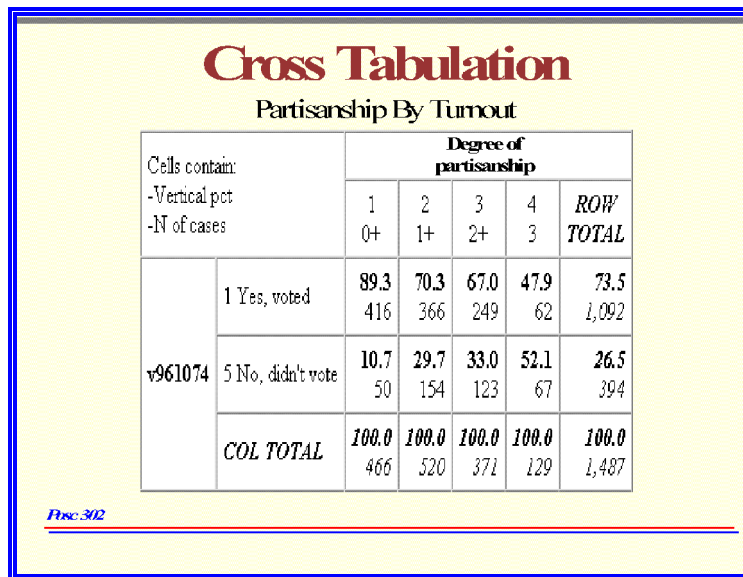 Cross Tabulation
Partisanship By Turnout
Cells contain:
-Vertical pct
-N of cases
Degree of
partisanship
1 2 3 4 ROW
0+ 1+ 2+ 3 TOTAL
v961074
1 Yes, voted
89.3 70.3 67.0 47.9 73.5
416 366 249 62 1,092
5 No, didn't vote
10.7 29.7 33.0 52.1 26.5
50 154 123 67 394
COL TOTAL
100.0 100.0 100.0 100.0 100.0
466 520 371 129 1,487
Posc 302